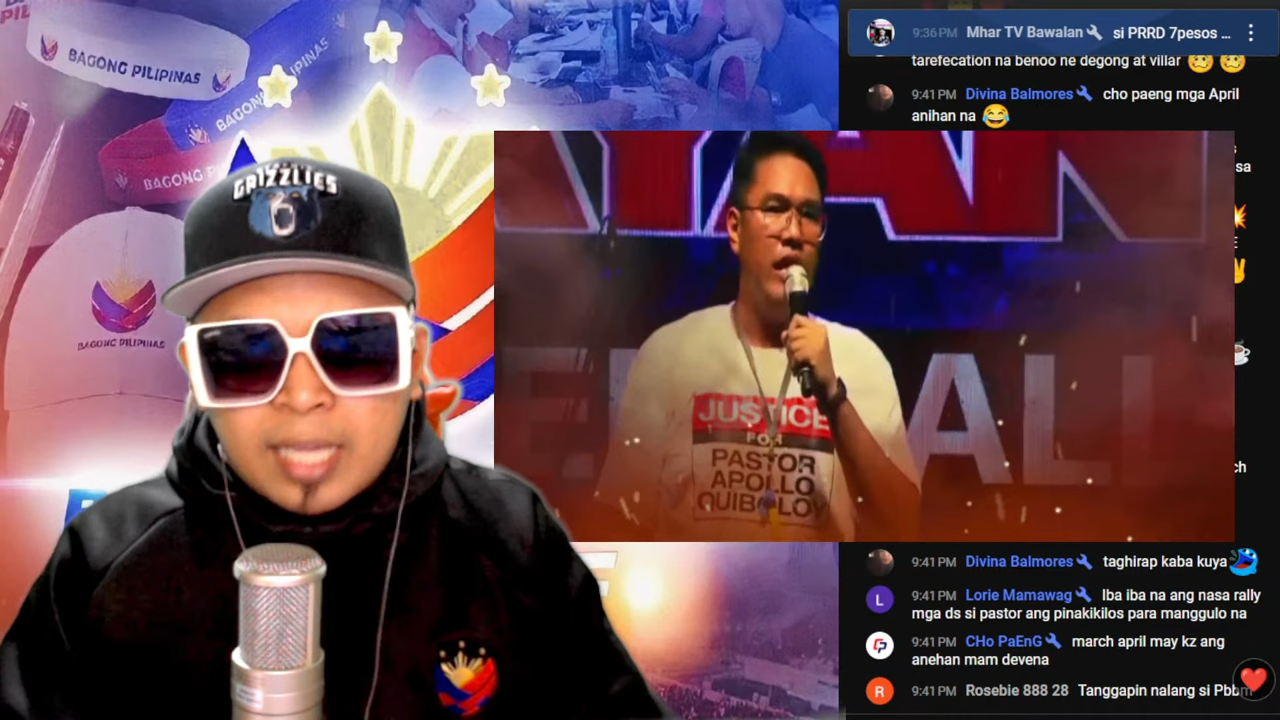 PILIPINAS
BAGONG PILIPINAS
BAGONG
BAGONG
BAGONG PILIPINAS
GRIZZLIES
JUSTICE
FOR
PASTOR
APOLLO
QUIBOLOY
9:36 PM Mhar TV Bawalan si PRRD 7pesos ...
tarefecation na benoo ne degong at villar 🥴 🥴
9:41 PM Divina Balmores cho paeng mga April
anihan na 😂
sa
ch
9:41 PM Divina Balmores taghirap kaba kuya
L 9:41 PM Lorie Mamawag Iba iba na ang nasa rally
mga ds si pastor ang pinakikilos para manggulo na
9:41 PM CHo PaEnG march april may kz ang
anehan mam devena
R 9:41 PM Rosebie 888 28 Tanggapin nalang si Pbbm